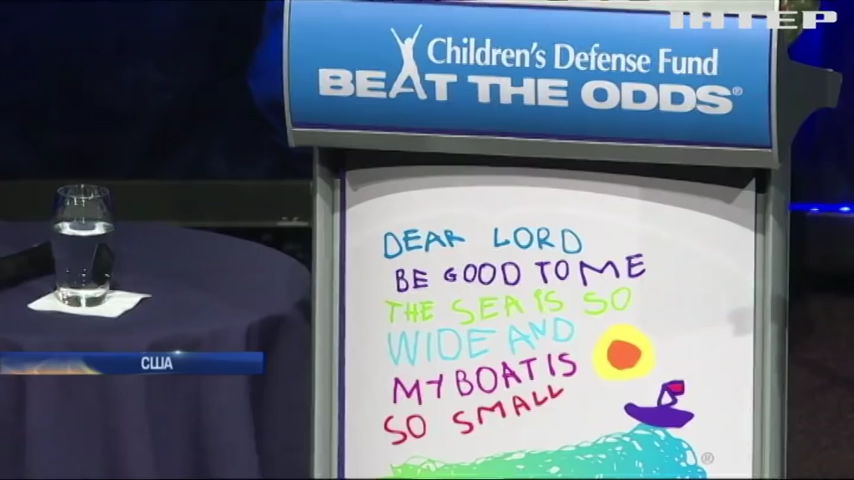 ІНТЕР
Children's Defense Fund
BEAT THE ODDS®
DEAR LORD
BE GOOD TO ME
THE SEA IS SO
WIDE AND
MY BOAT IS
SO SMALL
®
США